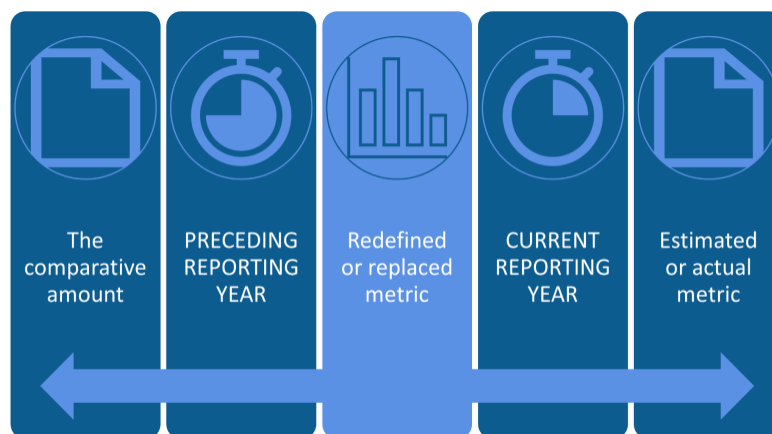 The
comparative
amount
PRECEDING
REPORTING
YEAR
Redefined
or replaced
metric
CURRENT
REPORTING
YEAR
Estimated
or actual
metric